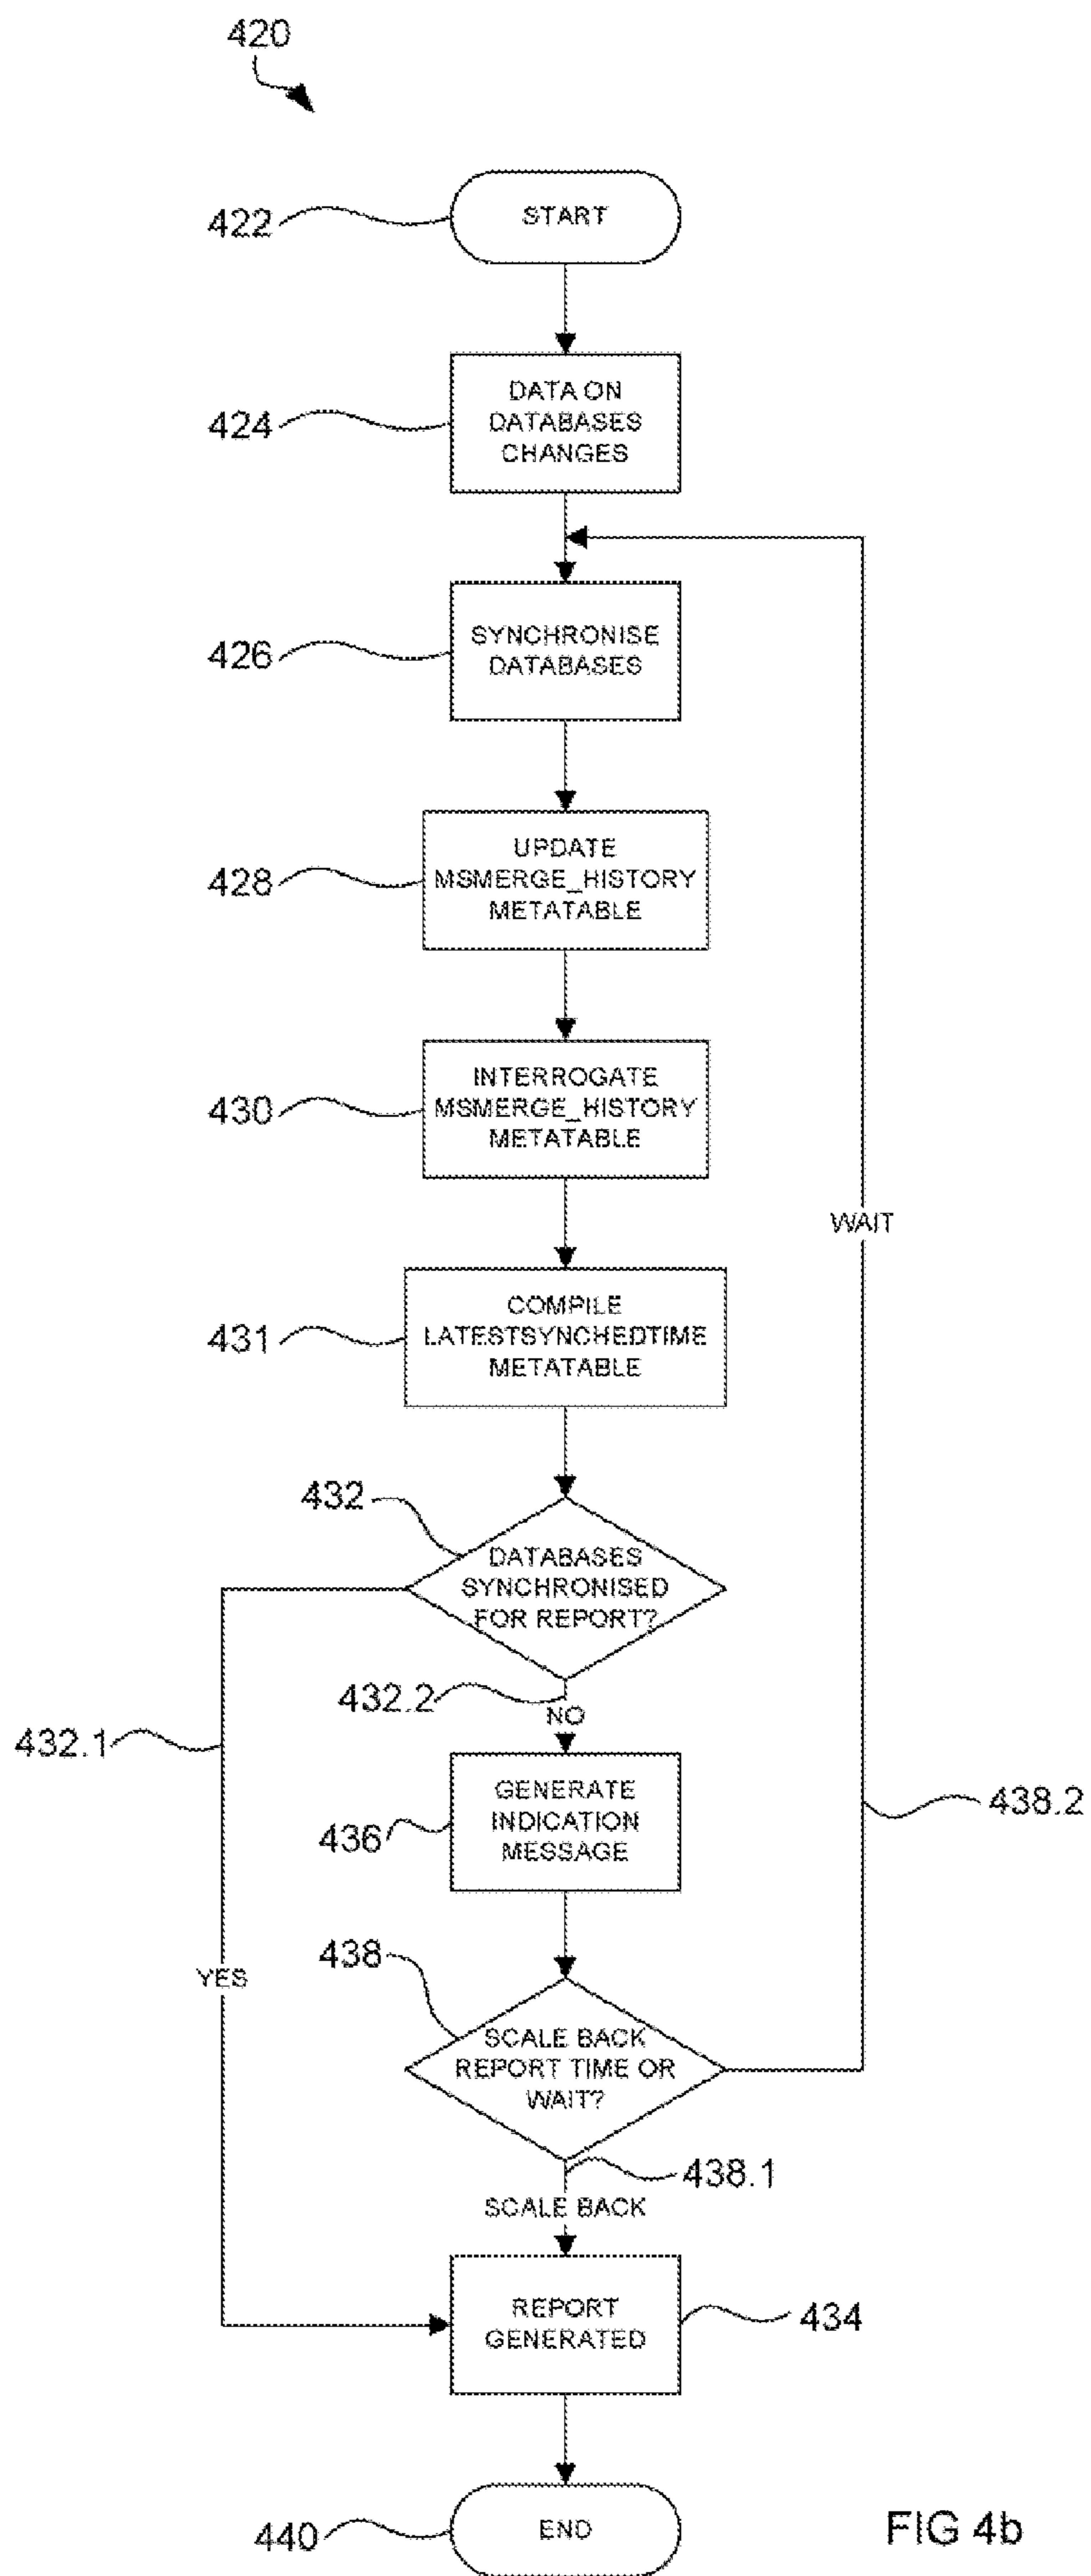 420
422
START
424
DATA ON
DATABASES
CHANGES
426
SYNCHRONISE
DATABASES
428
UPDATE
MSMERGE_HISTORY
METATABLE
430
INTERROGATE
MSMERGE_HISTORY
METATABLE
WAIT
431
COMPILE
LATESTSYNCHEDTIME
METATABLE
432
DATABASES
SYNCHRONISED
FOR REPORT?
432.2
NO
432.1
436
GENERATE
INDICATION
MESSAGE
438.2
438
YES
SCALE BACK
REPORT TIME OR
WAIT?
438.1
SCALE BACK
REPORT
GENERATED
434
440
END
FIG 4b